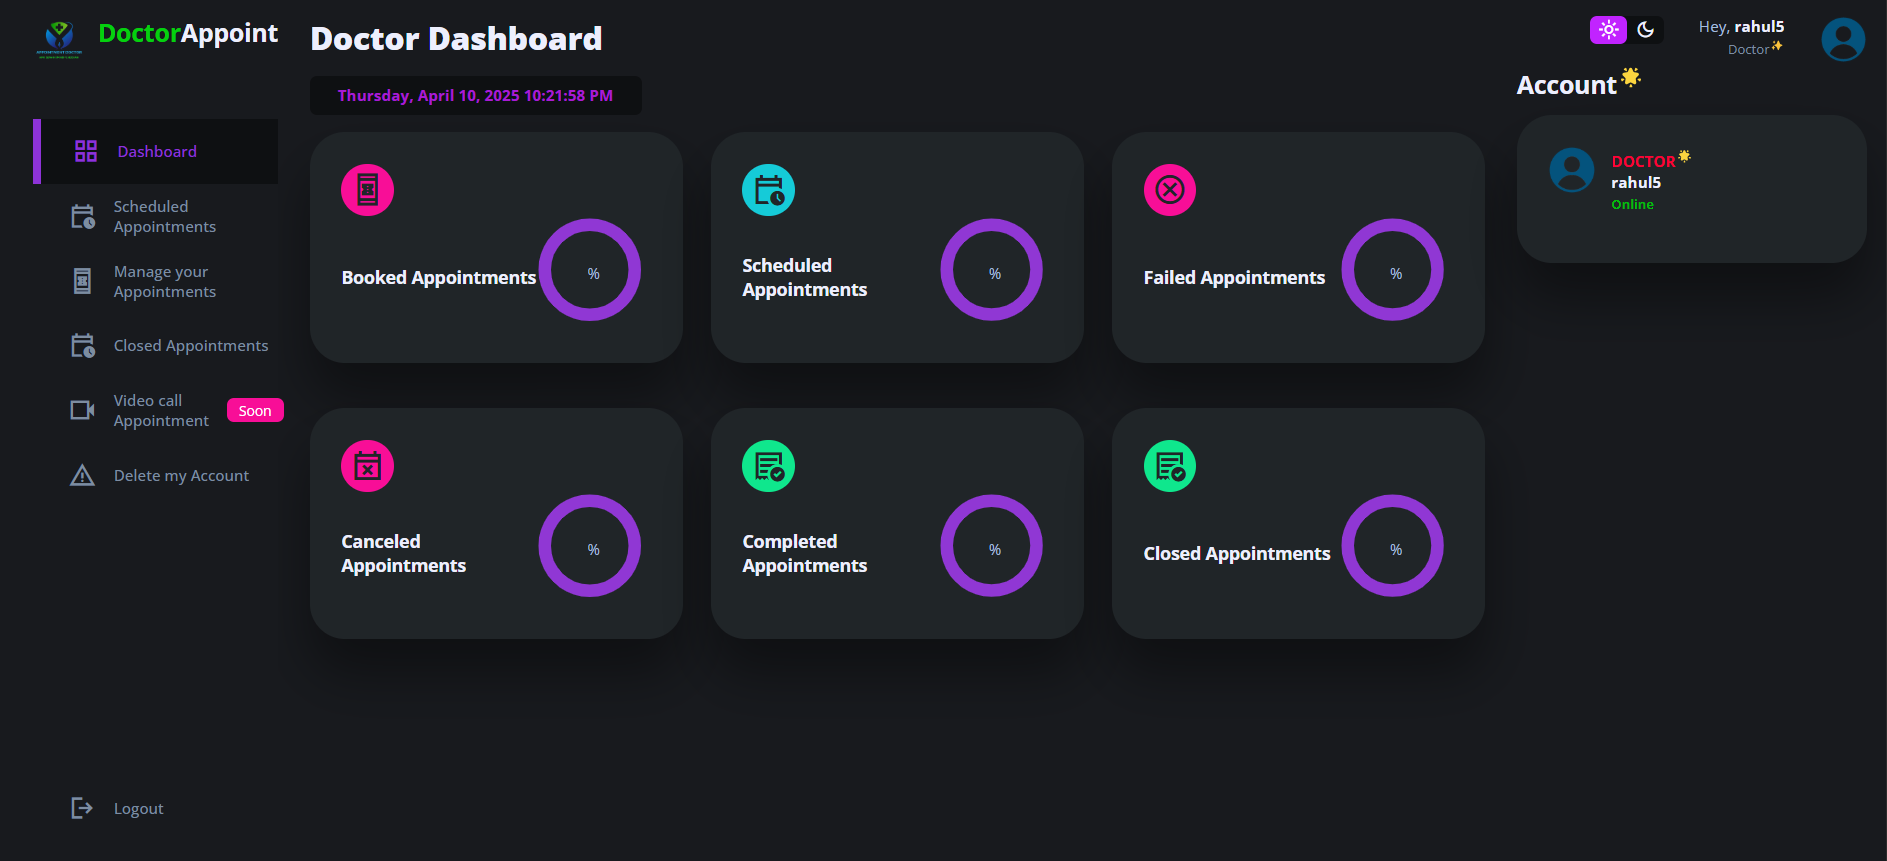 DoctorAppoint
Dashboard
Scheduled
Appointments
Manage your
Appointments
Closed Appointments
Video call
Appointment
Soon
Delete my Account
Logout
Doctor Dashboard
Thursday, April 10, 2025 10:21:58 PM
Booked Appointments
%
Scheduled
Appointments
%
Failed Appointments
%
Canceled
Appointments
%
Completed
Appointments
%
Closed Appointments
%
Hey, rahul5
Doctor✨
Account🌟
DOCTOR🌟
rahul5
Online